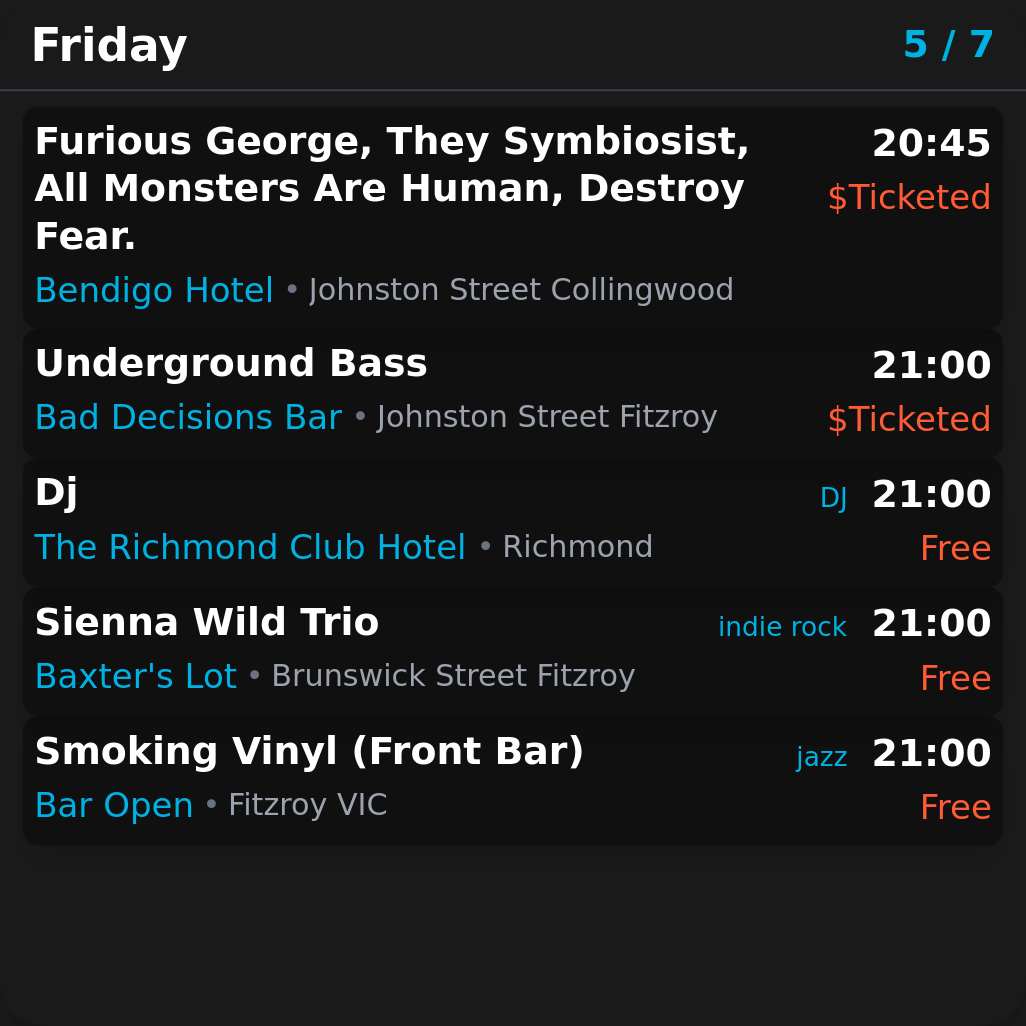 Friday 5 / 7
Furious George, They Symbiosist, 20:45
All Monsters Are Human, Destroy $Ticketed
Fear.
Bendigo Hotel • Johnston Street Collingwood
Underground Bass 21:00
Bad Decisions Bar • Johnston Street Fitzroy $Ticketed
Dj DJ 21:00
The Richmond Club Hotel • Richmond Free
Sienna Wild Trio indie rock 21:00
Baxter's Lot • Brunswick Street Fitzroy Free
Smoking Vinyl (Front Bar) jazz 21:00
Bar Open • Fitzroy VIC Free